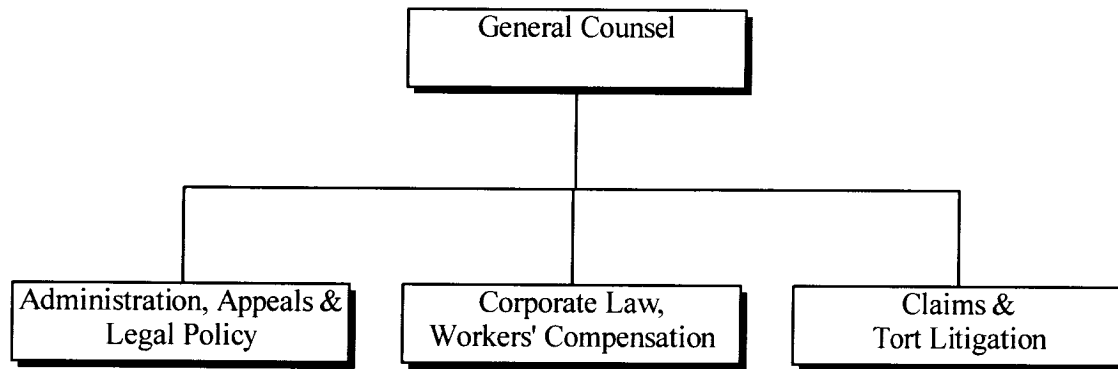 General Counsel
Administration, Appeals &
Legal Policy
Corporate Law,
Workers' Compensation
Claims &
Tort Litigation